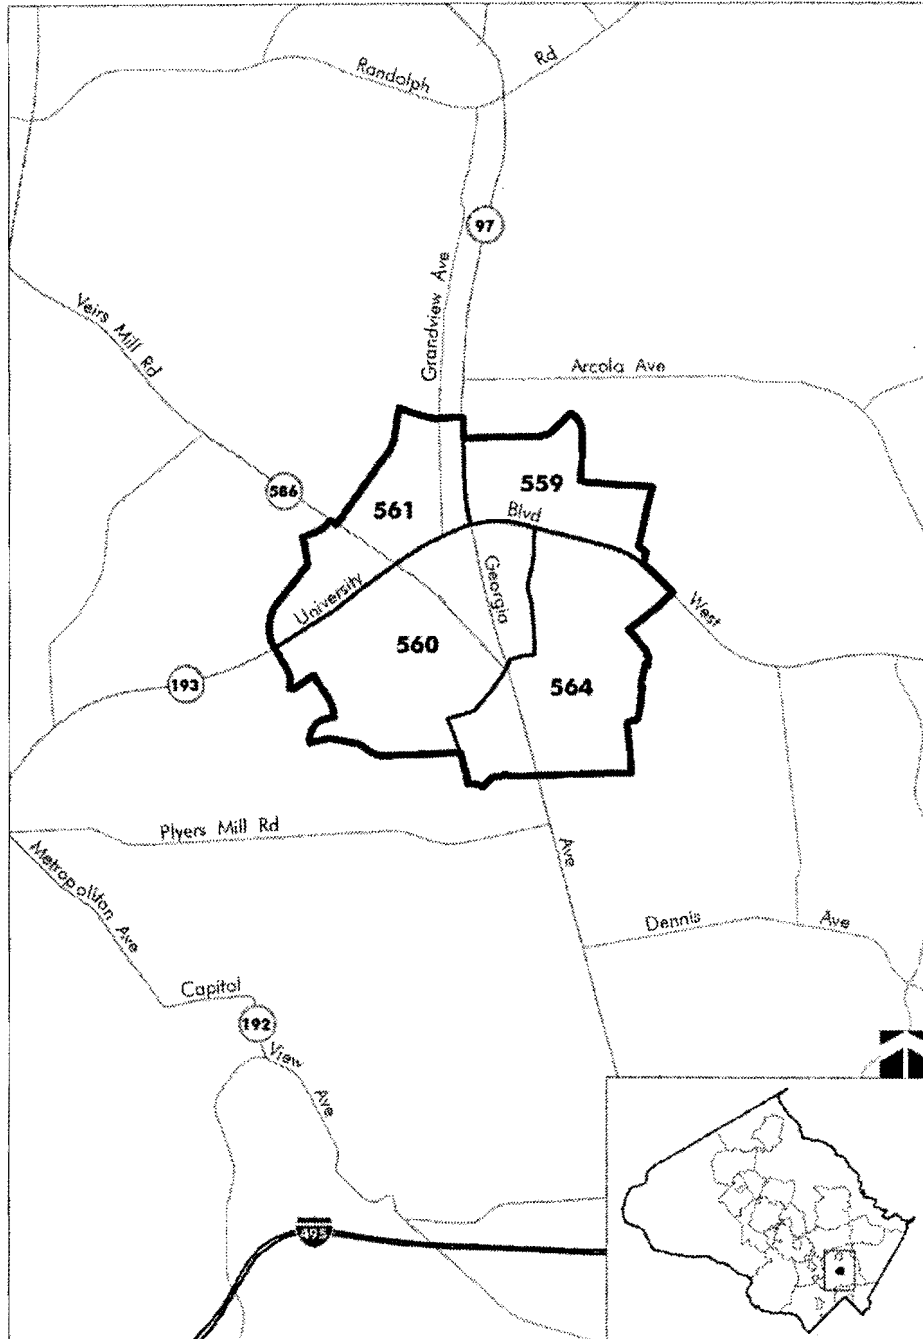 Randolph Rd
97
Grandview Ave
Veirs Mill Rd
Arcola Ave
586
559
561
Blvd
Georgia
University
West
560
564
193
Plyers Mill Rd
Ave
Metropolitan Ave
Dennis Ave
Capitol
192
View
Ave
495